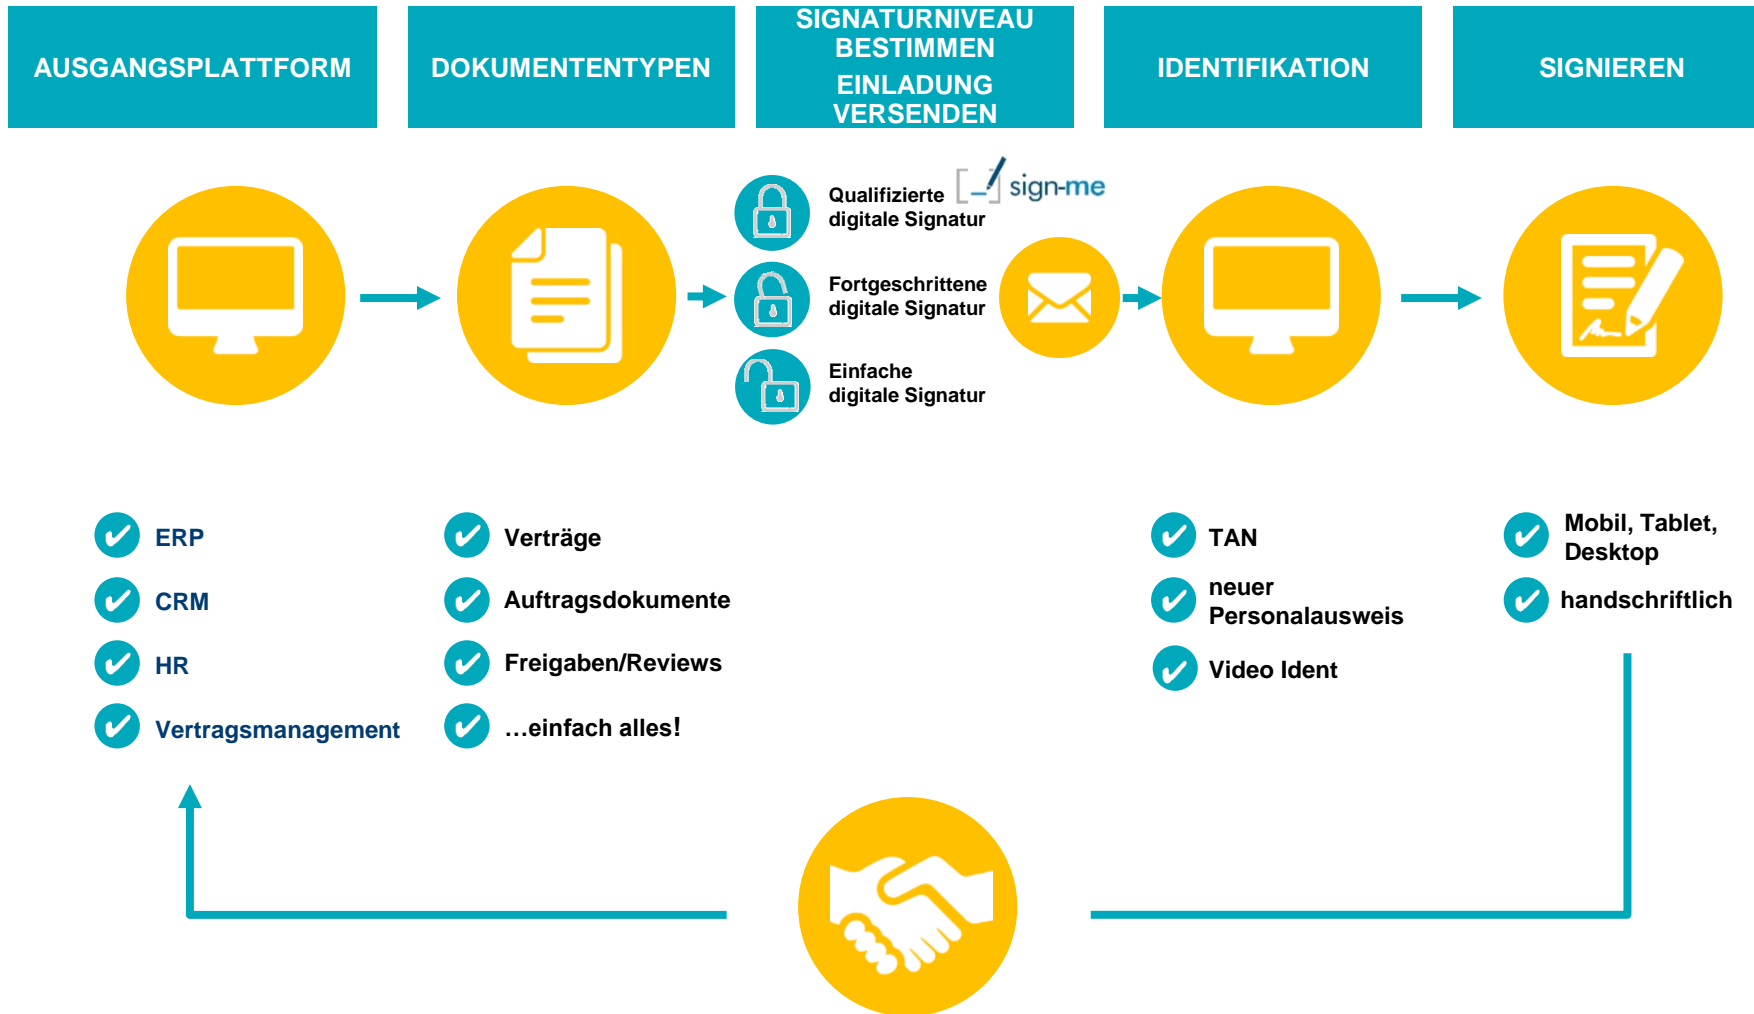 AUSGANGSPLATTFORM
DOKUMENTENTYPEN
SIGNATURNIVEAU
BESTIMMEN
EINLADUNG
VERSENDEN
IDENTIFIKATION
SIGNIEREN
Qualifizierte
digitale Signatur
sign-me
Fortgeschrittene
digitale Signatur
Einfache
digitale Signatur
ERP
CRM
HR
Vertragsmanagement
Verträge
Auftragsdokumente
Freigaben/Reviews
…einfach alles!
TAN
neuer
Personalausweis
Video Ident
Mobil, Tablet,
Desktop
handschriftlich